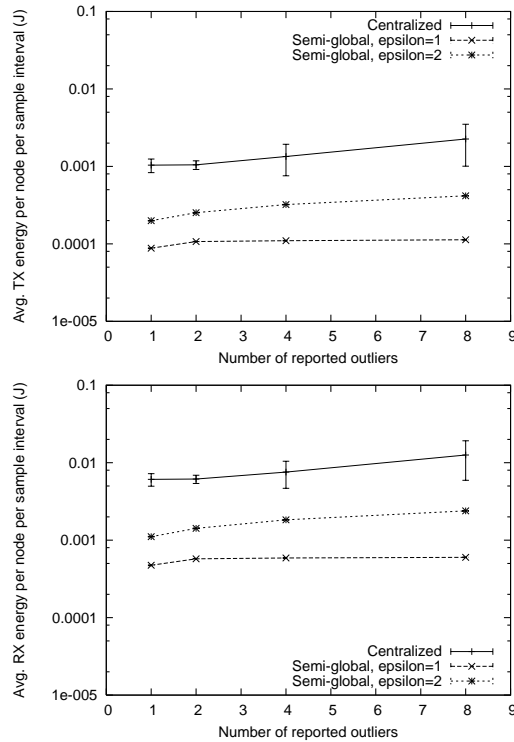 0.1
Centralized
Semi-global, epsilon=1
Semi-global, epsilon=2
0.01
0.001
0.0001
1e-005
Avg. TX energy per node per sample interval (J)
0 1 2 3 4 5 6 7 8 9
Number of reported outliers
0.1
0.01
0.001
0.0001
1e-005
Avg. RX energy per node per sample interval (J)
Centralized
Semi-global, epsilon=1
Semi-global, epsilon=2
0 1 2 3 4 5 6 7 8 9
Number of reported outliers